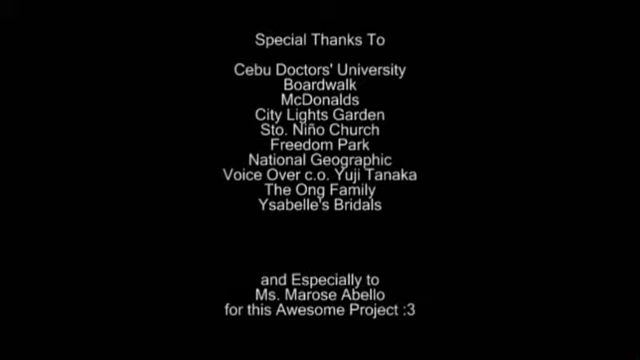 Special Thanks To
Cebu Doctors' University
Boardwalk
McDonalds
City Lights Garden
Sto. Niño Church
Freedom Park
National Geographic
Voice Over c.o. Yuji Tanaka
The Ong Family
Ysabelle's Bridals
and Especially to
Ms. Marose Abello
for this Awesome Project :3